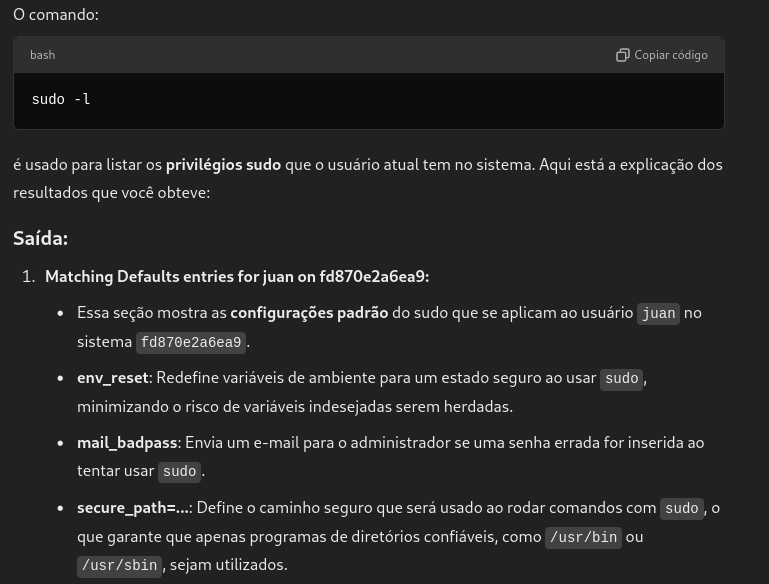 O comando:
bash
Copiar código
sudo -l
é usado para listar os privilégios sudo que o usuário atual tem no sistema. Aqui está a explicação dos
resultados que você obteve:
Saída:
1. Matching Defaults entries for juan on fd870e2a6ea9:
• Essa seção mostra as configurações padrão do sudo que se aplicam ao usuário juan no
sistema fd870e2a6ea9.
• env_reset: Redefine variáveis de ambiente para um estado seguro ao usar sudo,
minimizando o risco de variáveis indesejadas serem herdadas.
• mail_badpass: Envia um e-mail para o administrador se uma senha errada for inserida ao
tentar usar sudo.
• secure_path=...: Define o caminho seguro que será usado ao rodar comandos com sudo, o
que garante que apenas programas de diretórios confiáveis, como /usr/bin ou
/usr/sbin, sejam utilizados.